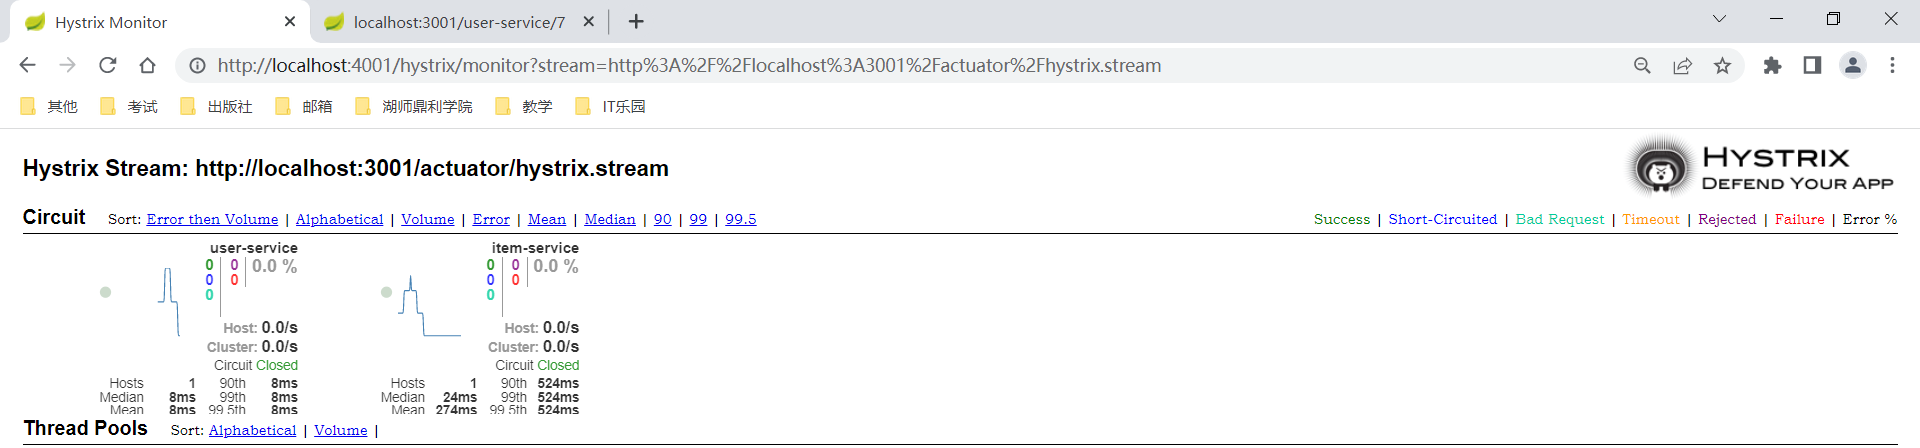 Hystrix Monitor
localhost:3001/user-service/7
http://localhost:4001/hystrix/monitor?stream=http%3A%2F%2Flocalhost%3A3001%2Factuator%2Fhystrix.stream
其他 考试 出版社 邮箱 湖师鼎利学院 教学 IT乐园
Hystrix Stream: http://localhost:3001/actuator/hystrix.stream
HYSTRIX
DEFEND YOUR APP
Circuit Sort: Error then Volume | Alphabetical | Volume | Error | Mean | Median | 90 | 99 | 99.5
Success | Short-Circuited | Bad Request | Timeout | Rejected | Failure | Error %
user-service
0 0 0.0 %
0 0
0
Host: 0.0/s
Cluster: 0.0/s
Circuit Closed
Hosts 1 90th 8ms
Median 8ms 99th 8ms
Mean 8ms 99.5th 8ms
item-service
0 0 0.0 %
0 0
0
Host: 0.0/s
Cluster: 0.0/s
Circuit Closed
Hosts 1 90th 524ms
Median 24ms 99th 524ms
Mean 274ms 99.5th 524ms
Thread Pools Sort: Alphabetical | Volume |